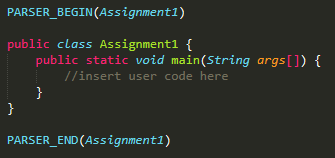 PARSER_BEGIN(Assignment1)
public class Assignment1 {
public static void main(String args[]) {
//insert user code here
}
}
PARSER_END(Assignment1)